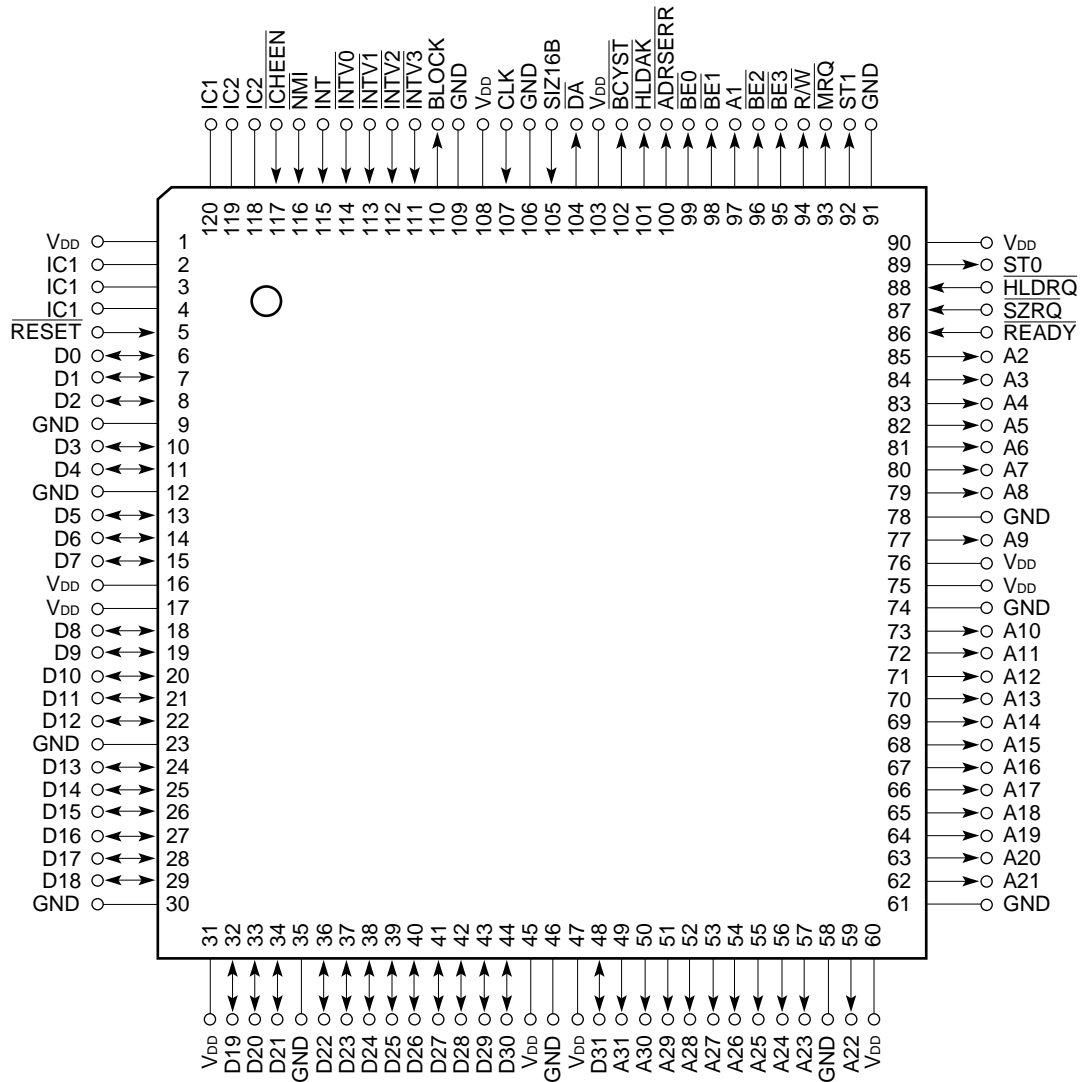 IC1
IC2
IC2
ICHEEN
NMI
INT
INTV0
INTV1
INTV2
INTV3
BLOCK
GND
VDD
CLK
GND
SIZ16B
DA
VDD
BCYST
HLDAK
ADRSERR
BE0
BE1
A1
BE2
BE3
R/W
MRQ
ST1
GND
120
119
118
117
116
115
114
113
112
111
110
109
108
107
106
105
104
103
102
101
100
99
98
97
96
95
94
93
92
91
VDD 1
IC1 2
IC1 3
IC1 4
RESET 5
D0 6
D1 7
D2 8
GND 9
D3 10
D4 11
GND 12
D5 13
D6 14
D7 15
VDD 16
VDD 17
D8 18
D9 19
D10 20
D11 21
D12 22
GND 23
D13 24
D14 25
D15 26
D16 27
D17 28
D18 29
GND 30
90 VDD
89 ST0
88 HLDRQ
87 SZRQ
86 READY
85 A2
84 A3
83 A4
82 A5
81 A6
80 A7
79 A8
78 GND
77 A9
76 VDD
75 VDD
74 GND
73 A10
72 A11
71 A12
70 A13
69 A14
68 A15
67 A16
66 A17
65 A18
64 A19
63 A20
62 A21
61 GND
31
32
33
34
35
36
37
38
39
40
41
42
43
44
45
46
47
48
49
50
51
52
53
54
55
56
57
58
59
60
VDD
D19
D20
D21
GND
D22
D23
D24
D25
D26
D27
D28
D29
D30
VDD
GND
VDD
D31
A31
A30
A29
A28
A27
A26
A25
A24
A23
GND
A22
VDD